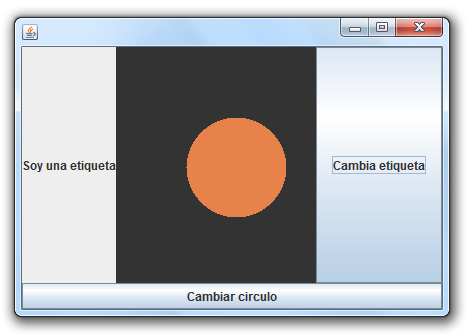 Soy una etiqueta
Cambia etiqueta
Cambiar circulo